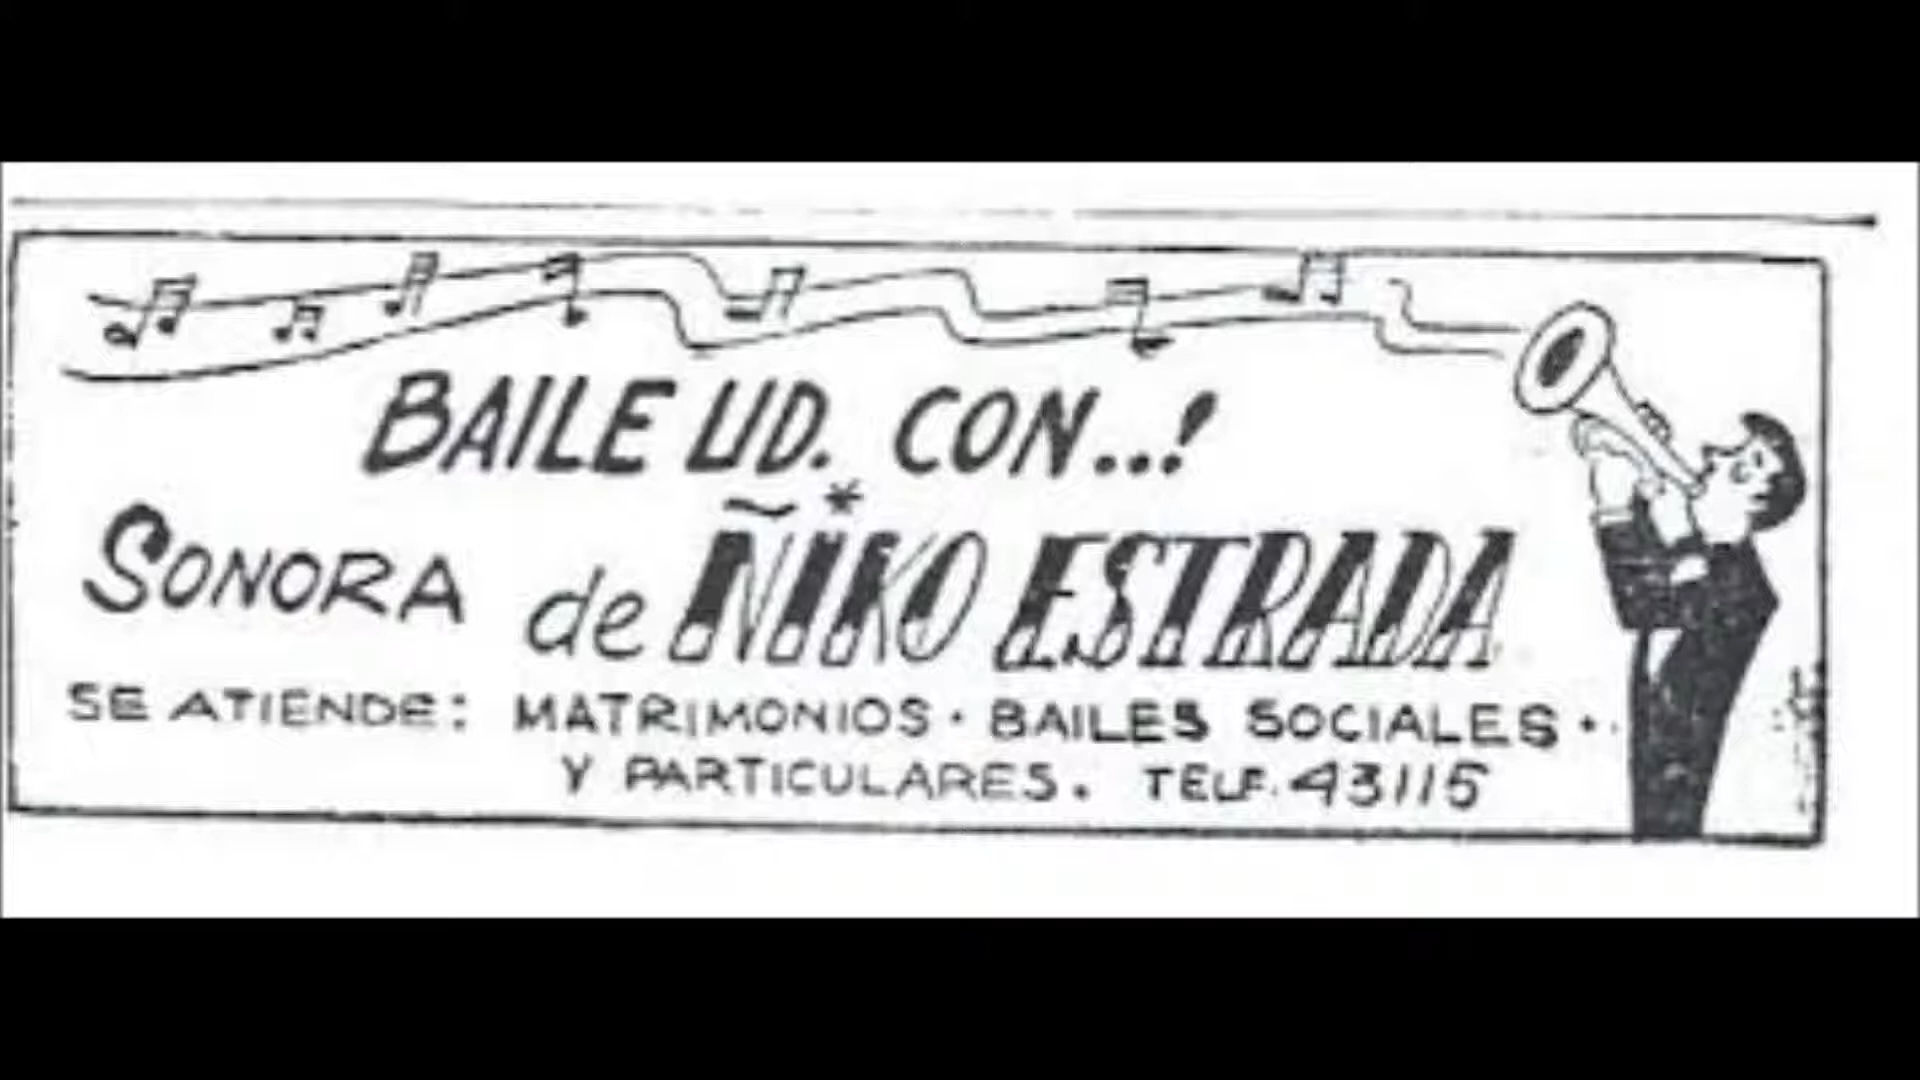 BAILE UD. CON..!
SONORA de ÑIKO ESTRADA
SE ATIENDE: MATRIMONIOS · BAILES SOCIALES ·
Y PARTICULARES. TELF. 43115